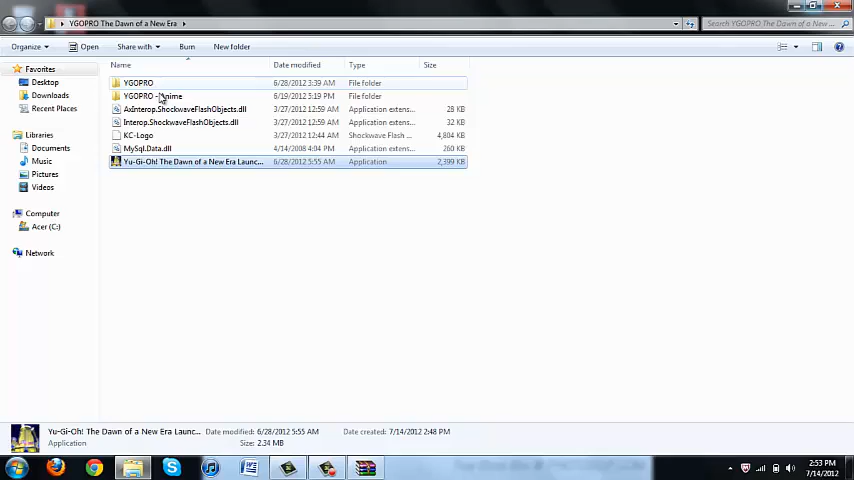 YGOPRO The Dawn of a New Era
Search YGOPRO The Dawn of a New ...
Organize Open Share with Burn New folder
Name Date modified Type Size
Favorites
Desktop
Downloads
Recent Places
Libraries
Documents
Music
Pictures
Videos
Computer
Acer (C:)
Network
YGOPRO 6/28/2012 3:39 AM File folder
YGOPRO - Anime 6/19/2012 5:19 PM File folder
AxInterop.ShockwaveFlashObjects.dll 3/27/2012 12:59 AM Application extens... 28 KB
Interop.ShockwaveFlashObjects.dll 3/27/2012 12:59 AM Application extens... 32 KB
KC-Logo 3/27/2012 12:44 AM Shockwave Flash ... 4,804 KB
MySql.Data.dll 4/14/2008 4:04 PM Application extens... 260 KB
Yu-Gi-Oh! The Dawn of a New Era Launc... 6/28/2012 5:55 AM Application 2,399 KB
Yu-Gi-Oh! The Dawn of a New Era Launc... Date modified: 6/28/2012 5:55 AM Date created: 7/14/2012 2:48 PM
Application Size: 2.34 MB
2:53 PM
7/14/2012